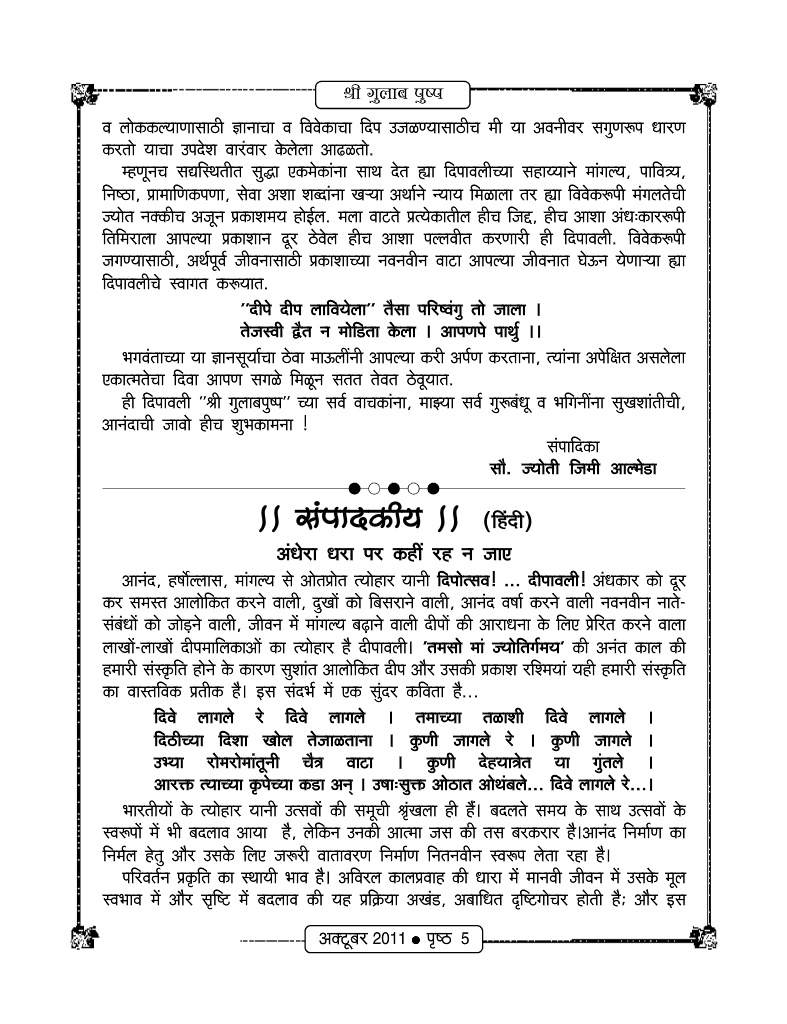 श्री गुलाब पुष्प
व लोककल्याणासाठी ज्ञानाचा व विवेकाचा दिप उजळण्यासाठीच मी या अवनीवर सगुणरूप धारण
करतो याचा उपदेश वारंवार केलेला आढळतो.
म्हणूनच सद्यस्थितीत सुद्धा एकमेकांना साथ देत ह्या दिपावलीच्या सहाय्याने मांगल्य, पावित्र्य,
निष्ठा, प्रामाणिकपणा, सेवा अशा शब्दांना खऱ्या अर्थाने न्याय मिळाला तर ह्या विवेकरूपी मंगलतेची
ज्योत नक्कीच अजून प्रकाशमय होईल. मला वाटते प्रत्येकातील हीच जिद्द, हीच आशा अंधःकाररूपी
तिमिराला आपल्या प्रकाशान दूर ठेवेल हीच आशा पल्लवीत करणारी ही दिपावली. विवेकरूपी
जगण्यासाठी, अर्थपूर्व जीवनासाठी प्रकाशाच्या नवनवीन वाटा आपल्या जीवनात घेऊन येणाऱ्या ह्या
दिपावलीचे स्वागत करूयात.
"दीपे दीप लावियेला" तैसा परिष्वंगु तो जाला ।
तेजस्वी द्वैत न मोडिता केला । आपणपे पार्थु ।।
भगवंताच्या या ज्ञानसूर्याचा ठेवा माऊलींनी आपल्या करी अर्पण करताना, त्यांना अपेक्षित असलेला
एकात्मतेचा दिवा आपण सगळे मिळून सतत तेवत ठेवूयात.
ही दिपावली "श्री गुलाबपुष्प" च्या सर्व वाचकांना, माझ्या सर्व गुरूबंधू व भगिनींना सुखशांतीची,
आनंदाची जावो हीच शुभकामना !
संपादिका
सौ. ज्योती जिमी आल्मेडा
।। संपादकीय ।। (हिंदी)
अंधेरा धरा पर कहीं रह न जाए
आनंद, हर्षोल्लास, मांगल्य से ओतप्रोत त्योहार यानी दिपोत्सव! ... दीपावली! अंधकार को दूर
कर समस्त आलोकित करने वाली, दुखों को बिसराने वाली, आनंद वर्षा करने वाली नवनवीन नाते-
संबंधों को जोड़ने वाली, जीवन में मांगल्य बढ़ाने वाली दीपों की आराधना के लिए प्रेरित करने वाला
लाखों-लाखों दीपमालिकाओं का त्योहार है दीपावली। 'तमसो मां ज्योतिर्गमय' की अनंत काल की
हमारी संस्कृति होने के कारण सुशांत आलोकित दीप और उसकी प्रकाश रश्मियां यही हमारी संस्कृति
का वास्तविक प्रतीक है। इस संदर्भ में एक सुंदर कविता है...
दिवे लागले रे दिवे लागले । तमाच्या तळाशी दिवे लागले ।
दिठीच्या दिशा खोल तेजाळताना । कुणी जागले रे । कुणी जागले ।
उभ्या रोमरोमांतूनी चैत्र वाटा । कुणी देहयात्रेत या गुंतले ।
आरक्त त्याच्या कृपेच्या कडा अन् । उषाःसुक्त ओठात ओथंबले... दिवे लागले रे...।
भारतीयों के त्योहार यानी उत्सवों की समूची श्रृंखला ही हैं। बदलते समय के साथ उत्सवों के
स्वरूपों में भी बदलाव आया है, लेकिन उनकी आत्मा जस की तस बरकरार है।आनंद निर्माण का
निर्मल हेतु और उसके लिए जरूरी वातावरण निर्माण नितनवीन स्वरूप लेता रहा है।
परिवर्तन प्रकृति का स्थायी भाव है। अविरल कालप्रवाह की धारा में मानवी जीवन में उसके मूल
स्वभाव में और सृष्टि में बदलाव की यह प्रक्रिया अखंड, अबाधित दृष्टिगोचर होती है; और इस
अक्टूबर 2011 ● पृष्ठ 5